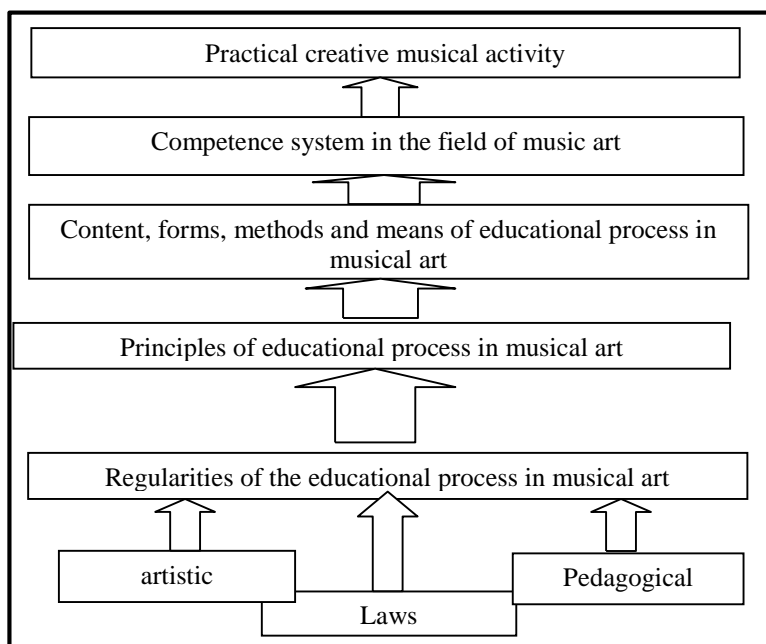 Practical creative musical activity
Competence system in the field of music art
Content, forms, methods and means of educational process in
musical art
Principles of educational process in musical art
Regularities of the educational process in musical art
artistic
Pedagogical
Laws